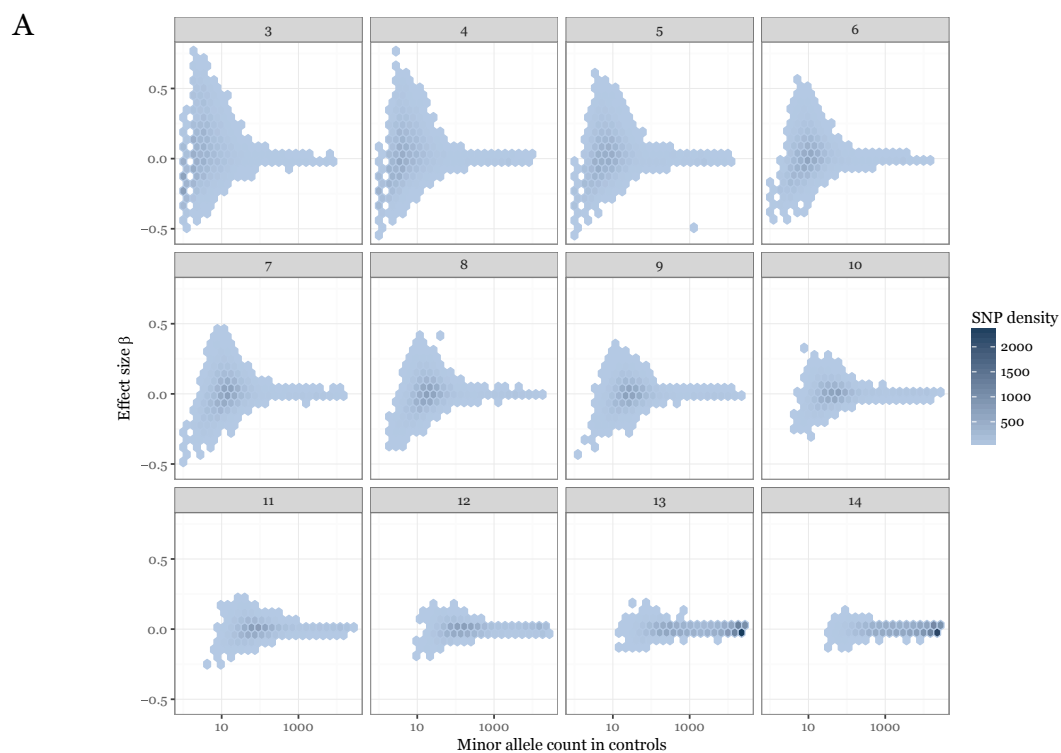 A
3 4 5 6
0.5
0.0
−0.5
7 8 9 10
0.5
0.0
−0.5
11 12 13 14
0.5
0.0
−0.5
10 1000 10 1000 10 1000 10 1000
Minor allele count in controls
Effect size β
SNP density
2000
1500
1000
500